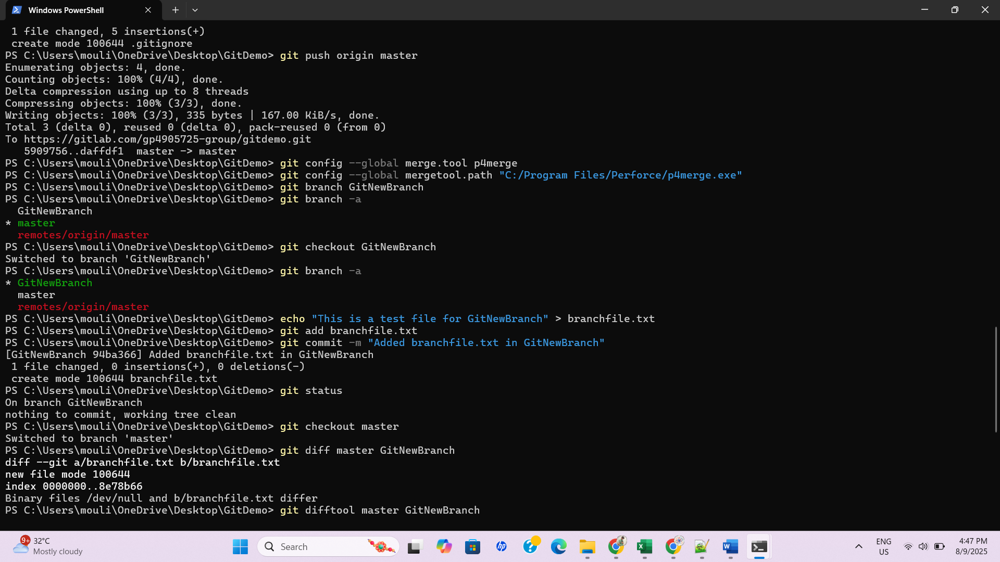 Windows PowerShell
 1 file changed, 5 insertions(+)
 create mode 100644 .gitignore
PS C:\Users\mouli\OneDrive\Desktop\GitDemo> git push origin master
Enumerating objects: 4, done.
Counting objects: 100% (4/4), done.
Delta compression using up to 8 threads
Compressing objects: 100% (3/3), done.
Writing objects: 100% (3/3), 335 bytes | 167.00 KiB/s, done.
Total 3 (delta 0), reused 0 (delta 0), pack-reused 0 (from 0)
To https://gitlab.com/gp4905725-group/gitdemo.git
   5909756..daffdf1  master -> master
PS C:\Users\mouli\OneDrive\Desktop\GitDemo> git config --global merge.tool p4merge
PS C:\Users\mouli\OneDrive\Desktop\GitDemo> git config --global mergetool.path "C:/Program Files/Perforce/p4merge.exe"
PS C:\Users\mouli\OneDrive\Desktop\GitDemo> git branch GitNewBranch
PS C:\Users\mouli\OneDrive\Desktop\GitDemo> git branch -a
  GitNewBranch
* master
  remotes/origin/master
PS C:\Users\mouli\OneDrive\Desktop\GitDemo> git checkout GitNewBranch
Switched to branch 'GitNewBranch'
PS C:\Users\mouli\OneDrive\Desktop\GitDemo> git branch -a
* GitNewBranch
  master
  remotes/origin/master
PS C:\Users\mouli\OneDrive\Desktop\GitDemo> echo "This is a test file for GitNewBranch" > branchfile.txt
PS C:\Users\mouli\OneDrive\Desktop\GitDemo> git add branchfile.txt
PS C:\Users\mouli\OneDrive\Desktop\GitDemo> git commit -m "Added branchfile.txt in GitNewBranch"
[GitNewBranch 94ba366] Added branchfile.txt in GitNewBranch
 1 file changed, 0 insertions(+), 0 deletions(-)
 create mode 100644 branchfile.txt
PS C:\Users\mouli\OneDrive\Desktop\GitDemo> git status
On branch GitNewBranch
nothing to commit, working tree clean
PS C:\Users\mouli\OneDrive\Desktop\GitDemo> git checkout master
Switched to branch 'master'
PS C:\Users\mouli\OneDrive\Desktop\GitDemo> git diff master GitNewBranch
diff --git a/branchfile.txt b/branchfile.txt
new file mode 100644
index 0000000..8e78b66
Binary files /dev/null and b/branchfile.txt differ
PS C:\Users\mouli\OneDrive\Desktop\GitDemo> git difftool master GitNewBranch
9+
32°C
Mostly cloudy
Search
hp
ENG
US
4:47 PM
8/9/2025